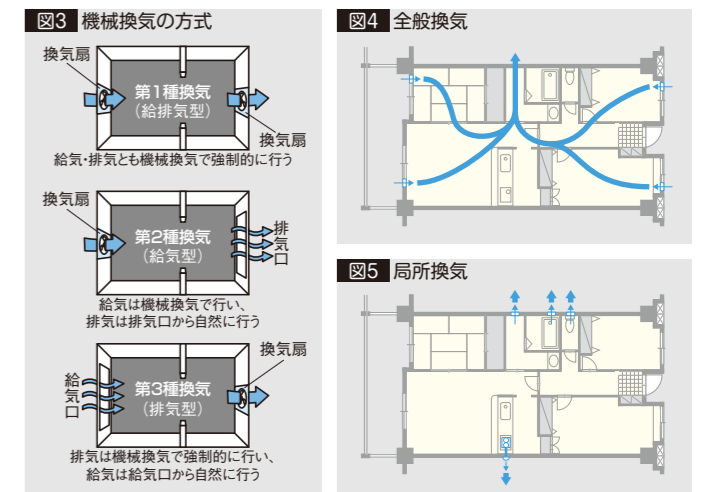 図3 機械換気の方式
換気扇
第1種換気
（給排気型）
換気扇
給気・排気とも機械換気で強制的に行う
換気扇
第2種換気
（給気型）
排気口
給気は機械換気で行い、
排気は排気口から自然に行う
換気扇
給気口
第3種換気
（排気型）
排気は機械換気で強制的に行い、
給気は給気口から自然に行う
図4 全般換気
図5 局所換気